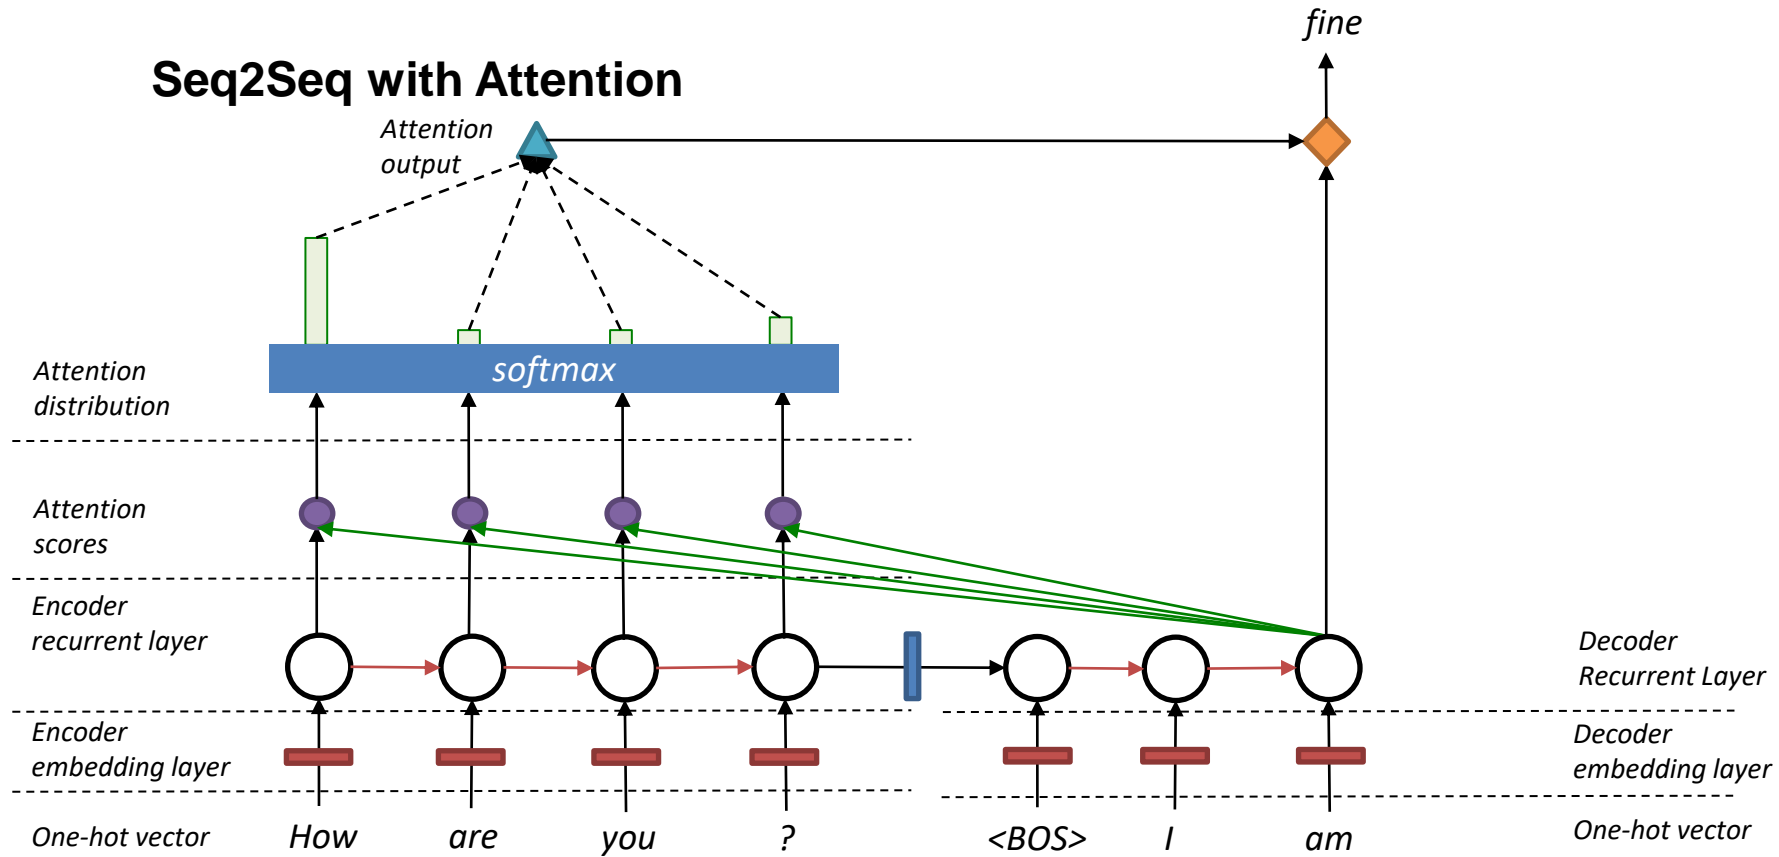 fine
Seq2Seq with Attention
Attention
output
softmax
Attention
distribution
Attention
scores
Encoder
recurrent layer
Decoder
Recurrent Layer
Encoder
embedding layer
Decoder
embedding layer
One-hot vector How are you ? <BOS> I am One-hot vector